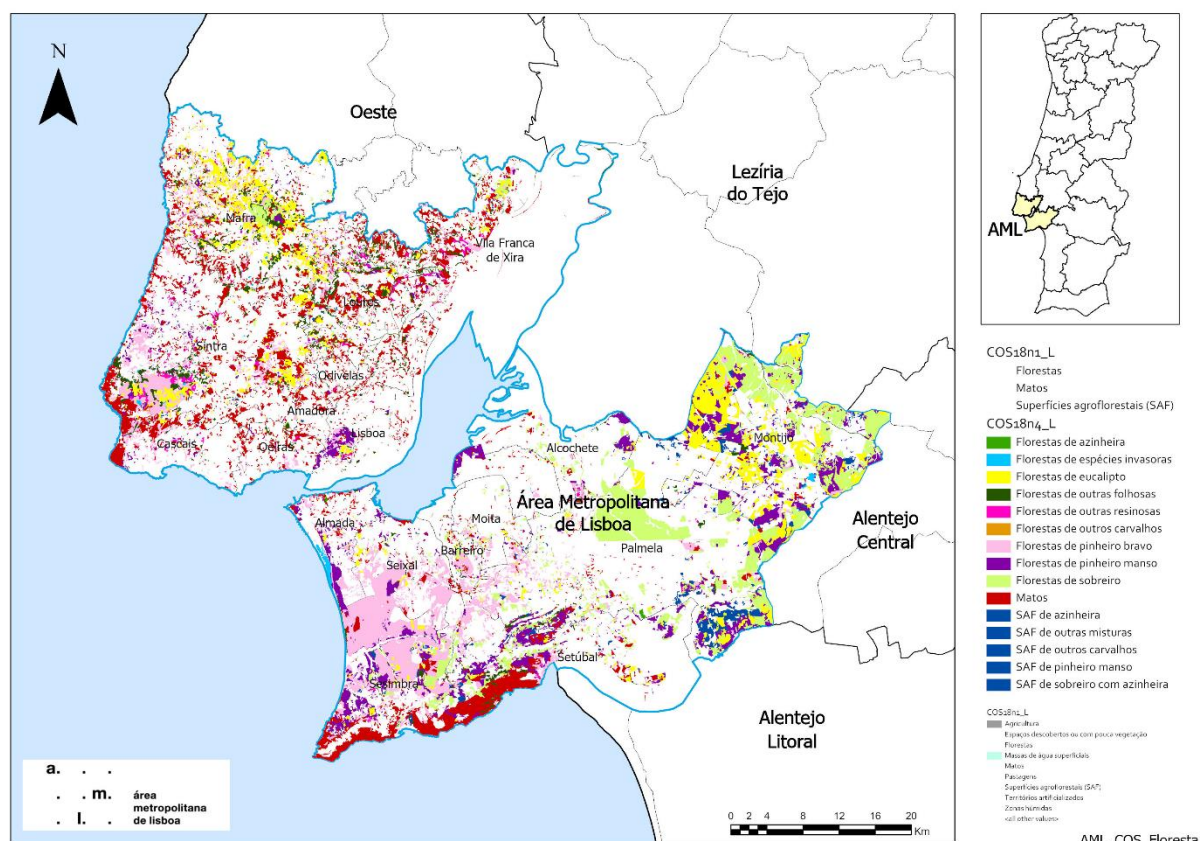 N
Oeste
Lezíria
do Tejo
Mafra
Vila Franca
de Xira
Loures
Sintra
Odivelas
Amadora
Lisboa
Cascais
Oeiras
Montijo
Alcochete
Área Metropolitana
de Lisboa
Almada
Moita
Barreiro
Palmela
Seixal
Alentejo
Central
Setúbal
Sesimbra
Alentejo
Litoral
a. . .
. . m.
. l. .
área
metropolitana
de lisboa
0 2 4 8 12 16 20
Km
AML
COS18n1_L
Florestas
Matos
Superfícies agroflorestais (SAF)
COS18n4_L
Florestas de azinheira
Florestas de espécies invasoras
Florestas de eucalipto
Florestas de outras folhosas
Florestas de outras resinosas
Florestas de outros carvalhos
Florestas de pinheiro bravo
Florestas de pinheiro manso
Florestas de sobreiro
Matos
SAF de azinheira
SAF de outras misturas
SAF de outros carvalhos
SAF de pinheiro manso
SAF de sobreiro com azinheira
COS18n1_L
Agricultura
Espaços descobertos ou com pouca vegetação
Florestas
Massas de água superficiais
Matos
Pastagens
Superfícies agroflorestais (SAF)
Territórios artificializados
Zonas húmidas
<all other values>
AML_COS_Floresta